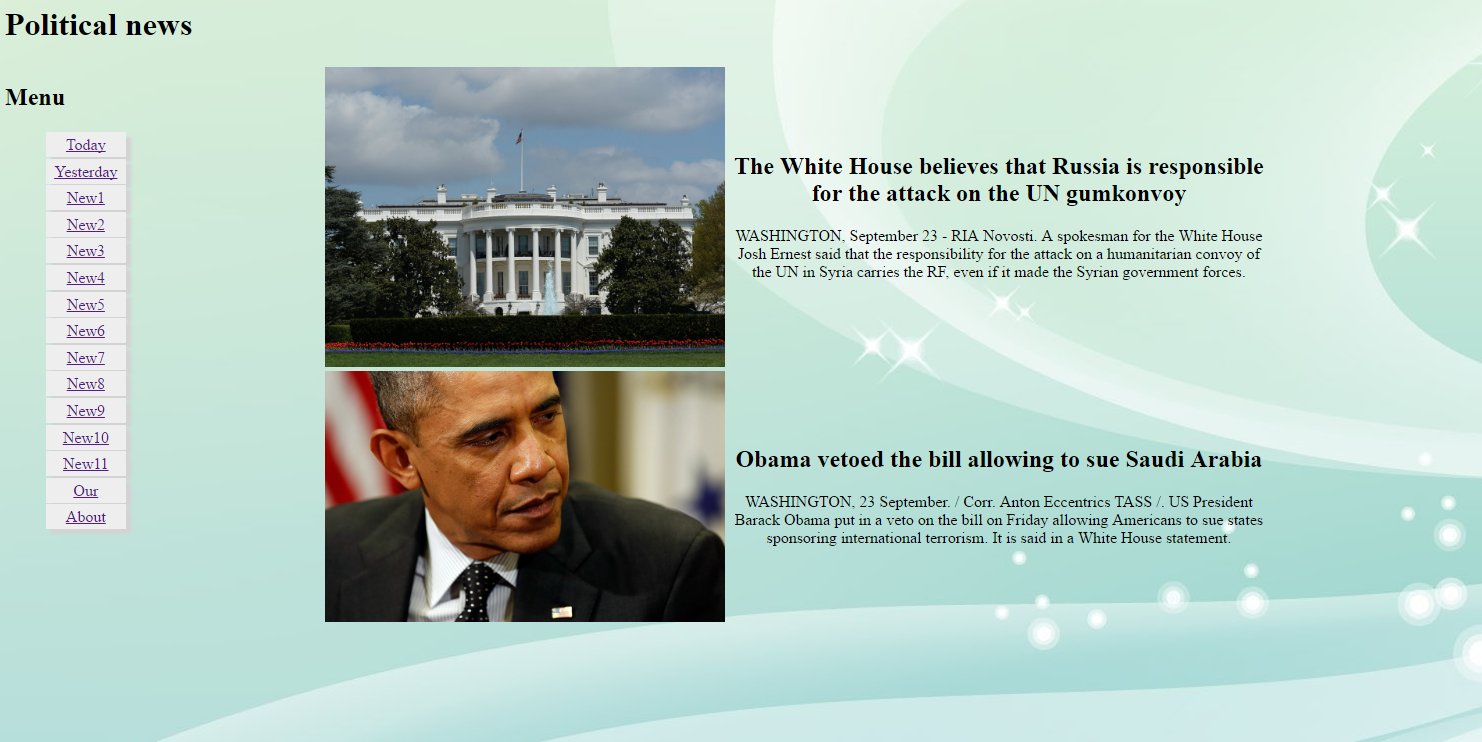 Political news
Menu
Today
Yesterday
New1
New2
New3
New4
New5
New6
New7
New8
New9
New10
New11
Our
About
The White House believes that Russia is responsible
for the attack on the UN gumkonvoy
WASHINGTON, September 23 - RIA Novosti. A spokesman for the White House
Josh Ernest said that the responsibility for the attack on a humanitarian convoy of
the UN in Syria carries the RF, even if it made the Syrian government forces.
Obama vetoed the bill allowing to sue Saudi Arabia
WASHINGTON, 23 September. / Corr. Anton Eccentrics TASS /. US President
Barack Obama put in a veto on the bill on Friday allowing Americans to sue states
sponsoring international terrorism. It is said in a White House statement.